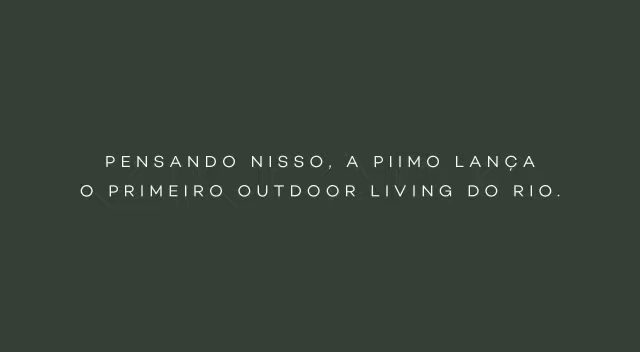 PENSANDO NISSO, A PIIMO LANÇA
O PRIMEIRO OUTDOOR LIVING DO RIO.